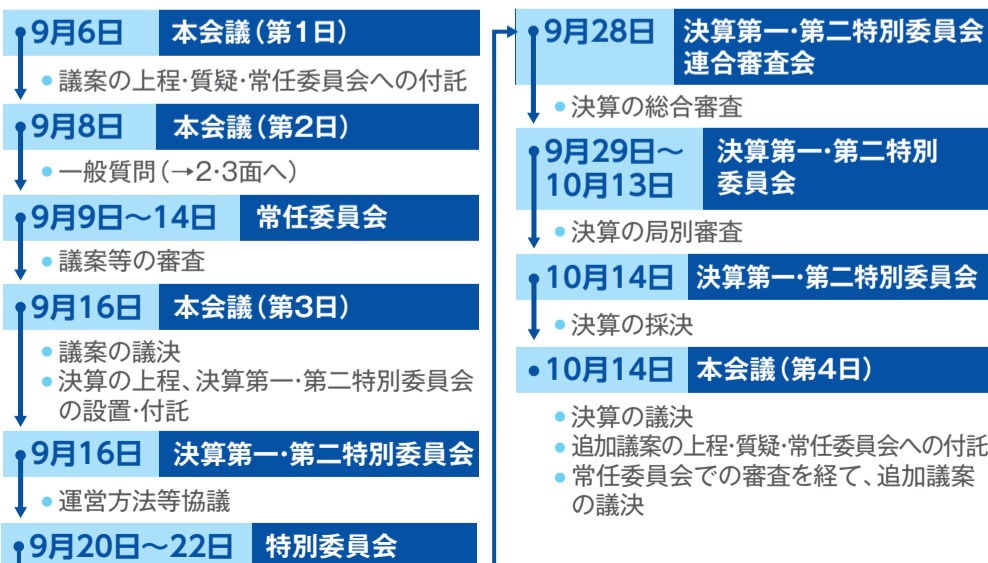 9月6日 本会議（第1日）
●議案の上程・質疑・常任委員会への付託
9月8日 本会議（第2日）
●一般質問（→2・3面へ）
9月9日～14日 常任委員会
●議案等の審査
9月16日 本会議（第3日）
●議案の議決
●決算の上程、決算第一・第二特別委員会
の設置・付託
9月16日 決算第一・第二特別委員会
●運営方法等協議
9月20日～22日 特別委員会
9月28日 決算第一・第二特別委員会
連合審査会
●決算の総合審査
9月29日～ 決算第一・第二特別
10月13日 委員会
●決算の局別審査
10月14日 決算第一・第二特別委員会
●決算の採決
10月14日 本会議（第4日）
●決算の議決
●追加議案の上程・質疑・常任委員会への付託
●常任委員会での審査を経て、追加議案
の議決